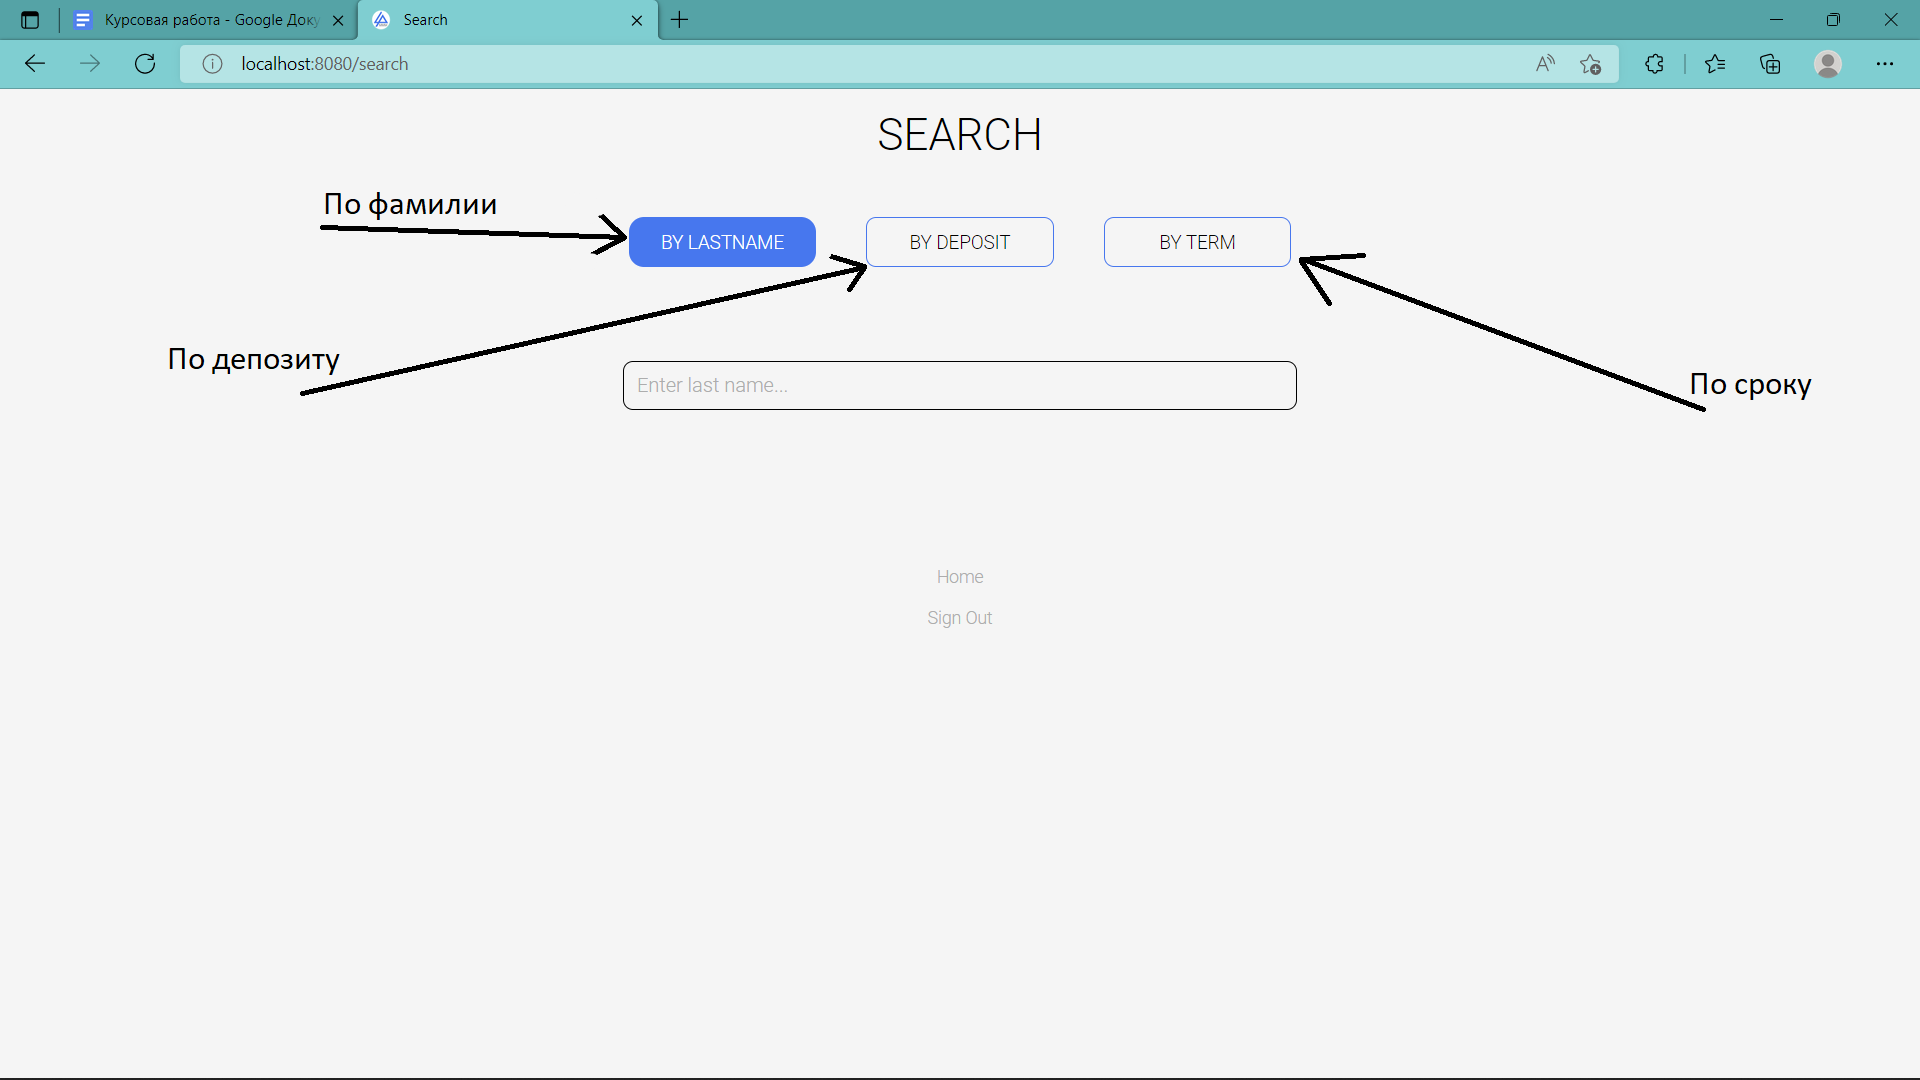 Курсовая работа - Google Доку
Search
localhost:8080/search
SEARCH
По фамилии
BY LASTNAME
BY DEPOSIT
BY TERM
По депозиту
Enter last name...
По сроку
Home
Sign Out